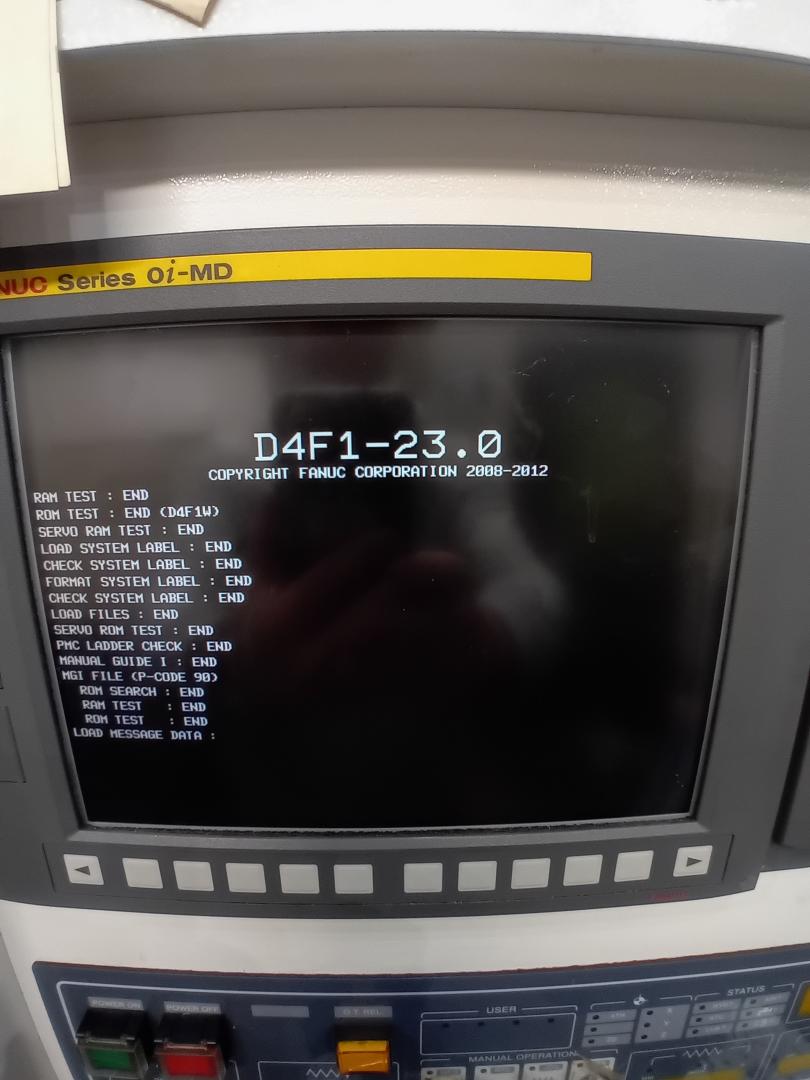 NUC Series 0i-MD
D4F1-23.0
COPYRIGHT FANUC CORPORATION 2008-2012
RAM TEST : END
ROM TEST : END (D4F1W)
SERVO RAM TEST : END
LOAD SYSTEM LABEL : END
CHECK SYSTEM LABEL : END
FORMAT SYSTEM LABEL : END
CHECK SYSTEM LABEL : END
LOAD FILES : END
SERVO ROM TEST : END
PMC LADDER CHECK : END
MANUAL GUIDE I : END
MGI FILE (P-CODE 90)
ROM SEARCH : END
RAM TEST : END
ROM TEST : END
LOAD MESSAGE DATA :
POWER ON
POWER OFF
O.T. REL.
USER
STATUS
MANUAL OPERATION